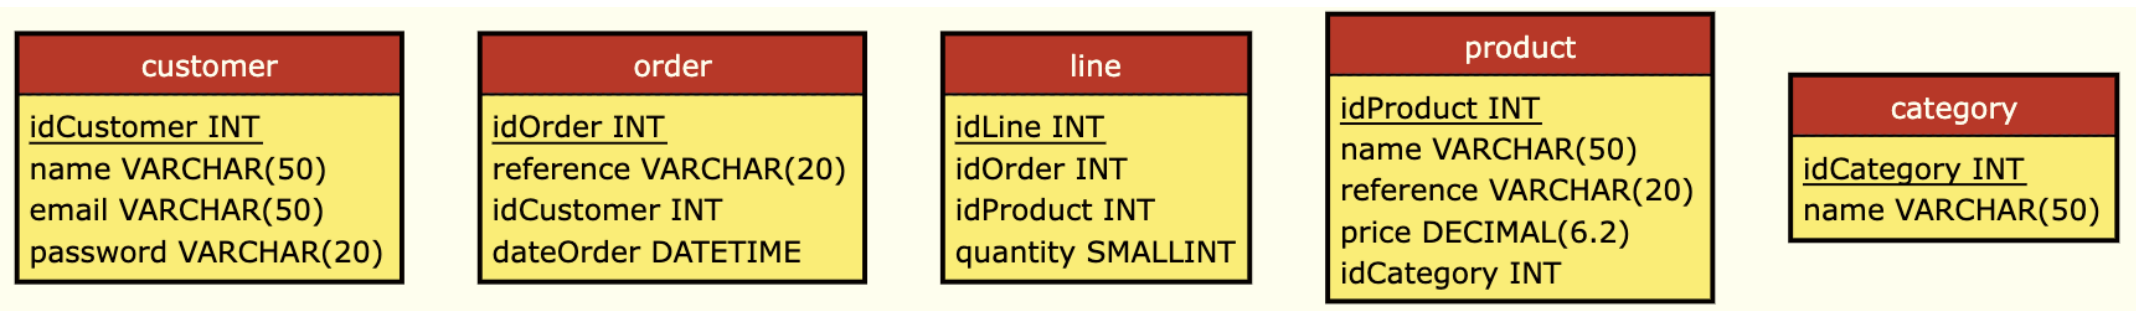 customer
idCustomer INT
name VARCHAR(50)
email VARCHAR(50)
password VARCHAR(20)
order
idOrder INT
reference VARCHAR(20)
idCustomer INT
dateOrder DATETIME
line
idLine INT
idOrder INT
idProduct INT
quantity SMALLINT
product
idProduct INT
name VARCHAR(50)
reference VARCHAR(20)
price DECIMAL(6.2)
idCategory INT
category
idCategory INT
name VARCHAR(50)